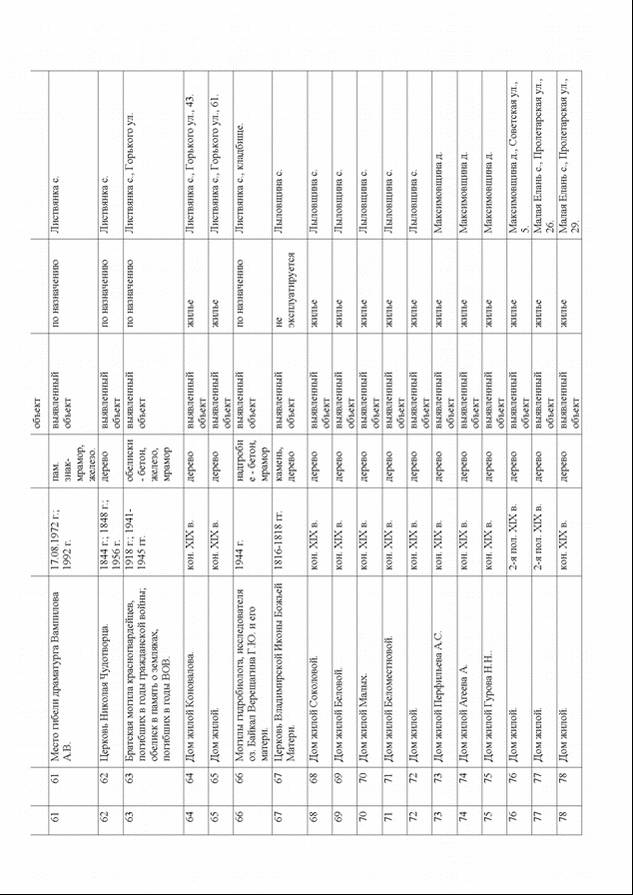 объект
61 61 Место гибели драматурга Вампилова
А.В.
17.08.1972 г.;
1992 г.
пам.
знак-
мрамор,
железо.
выявленный
объект
по назначению
Листвянка с.
62 62 Церковь Николая Чудотворца.
1844 г.; 1848 г.;
1956 г.
дерево
выявленный
объект
по назначению
Листвянка с.
63 63 Братская могила красногвардейцев,
погибших в годы гражданской войны;
обелиск в память о земляках,
погибших в годы ВОВ.
1918 г.; 1941-
1945 гг.
обелиски
- бетон,
железо,
мрамор
выявленный
объект
по назначению
Листвянка с., Горького ул.
64 64 Дом жилой Коновалова.
кон. XIX в.
дерево
выявленный
объект
жилье
Листвянка с., Горького ул., 43.
65 65 Дом жилой.
кон. XIX в.
дерево
выявленный
объект
жилье
Листвянка с., Горького ул., 61.
66 66 Могилы гидробиолога, исследователя
оз. Байкал Верещагина Г.Ю. и его
матери.
1944 г.
надгроби
е - бетон,
мрамор
выявленный
объект
по назначению
Листвянка с., кладбище.
67 67 Церковь Владимирской Иконы Божьей
Матери.
1816-1818 гг.
камень,
дерево
выявленный
объект
не
эксплуатируется
Лыловщина с.
68 68 Дом жилой Соколовой.
кон. XIX в.
дерево
выявленный
объект
жилье
Лыловщина с.
69 69 Дом жилой Беловой.
кон. XIX в.
дерево
выявленный
объект
жилье
Лыловщина с.
70 70 Дом жилой Малых.
кон. XIX в.
дерево
выявленный
объект
жилье
Лыловщина с.
71 71 Дом жилой Беломестновой.
кон. XIX в.
дерево
выявленный
объект
жилье
Лыловщина с.
72 72 Дом жилой.
кон. XIX в.
дерево
выявленный
объект
жилье
Лыловщина с.
73 73 Дом жилой Перфильева А.С.
кон. XIX в.
дерево
выявленный
объект
жилье
Максимовщина д.
74 74 Дом жилой Агеева А.
кон. XIX в.
дерево
выявленный
объект
жилье
Максимовщина д.
75 75 Дом жилой Гурова Н.Н.
кон. XIX в.
дерево
выявленный
объект
жилье
Максимовщина д.
76 76 Дом жилой.
2-я пол. XIX в.
дерево
выявленный
объект
жилье
Максимовщина д., Советская ул.,
5.
77 77 Дом жилой.
2-я пол. XIX в.
дерево
выявленный
объект
жилье
Малая Елань с., Пролетарская ул.,
26.
78 78 Дом жилой.
кон. XIX в.
дерево
выявленный
объект
жилье
Малая Елань с., Пролетарская ул.,
29.